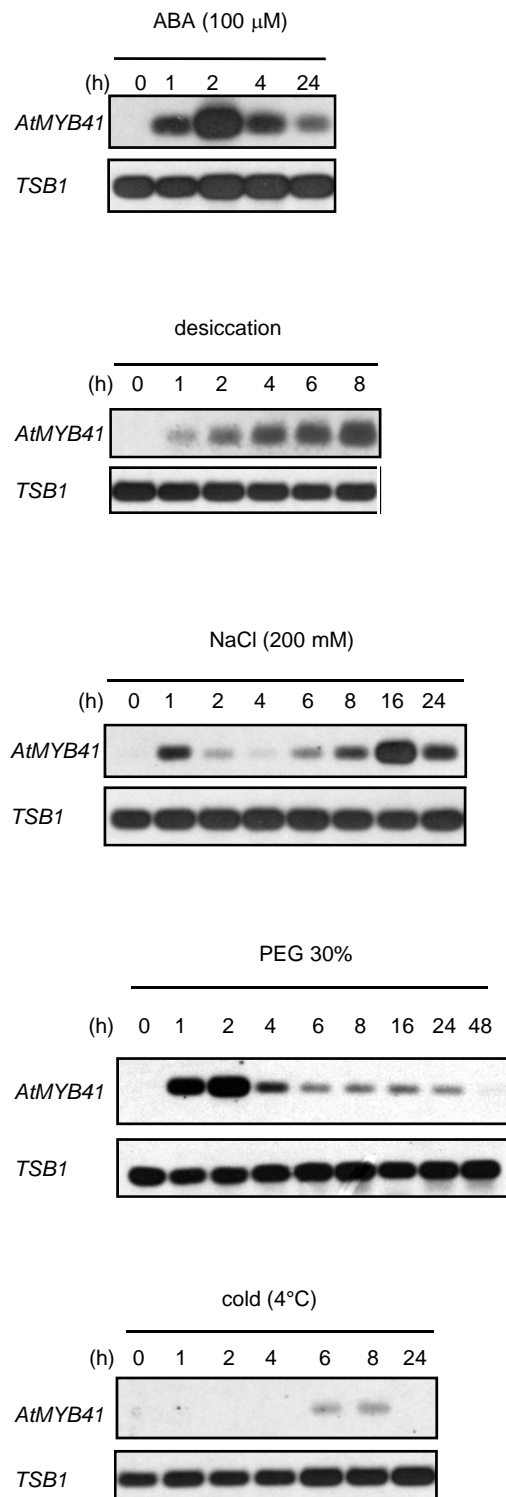 ABA (100 μM)
(h) 0 1 2 4 24
AtMYB41
TSB1
desiccation
(h) 0 1 2 4 6 8
AtMYB41
TSB1
NaCl (200 mM)
(h) 0 1 2 4 6 8 16 24
AtMYB41
TSB1
PEG 30%
(h) 0 1 2 4 6 8 16 24 48
AtMYB41
TSB1
cold (4°C)
(h) 0 1 2 4 6 8 24
AtMYB41
TSB1